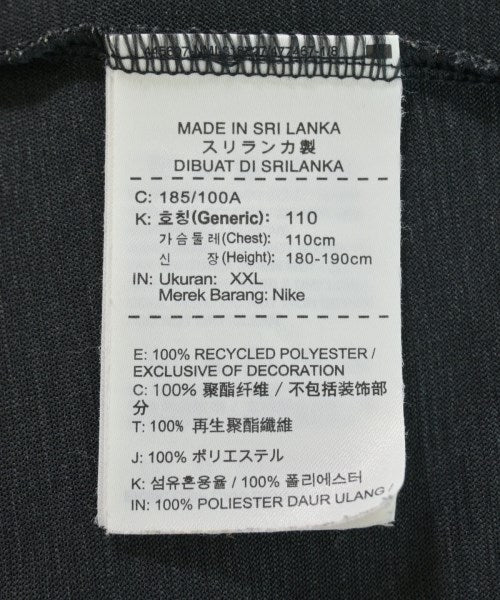 MADE IN SRI LANKA
スリランカ製
DIBUAT DI SRILANKA
C: 185/100A
K: 호칭(Generic): 110
가슴둘레(Chest): 110cm
신 장(Height): 180-190cm
IN: Ukuran: XXL
Merek Barang: Nike
E: 100% RECYCLED POLYESTER /
EXCLUSIVE OF DECORATION
C: 100% 聚酯纤维 / 不包括装饰部
分
T: 100% 再生聚酯纖維
J: 100% ポリエステル
K: 섬유혼용율 / 100% 폴리에스터
IN: 100% POLIESTER DAUR ULANG /